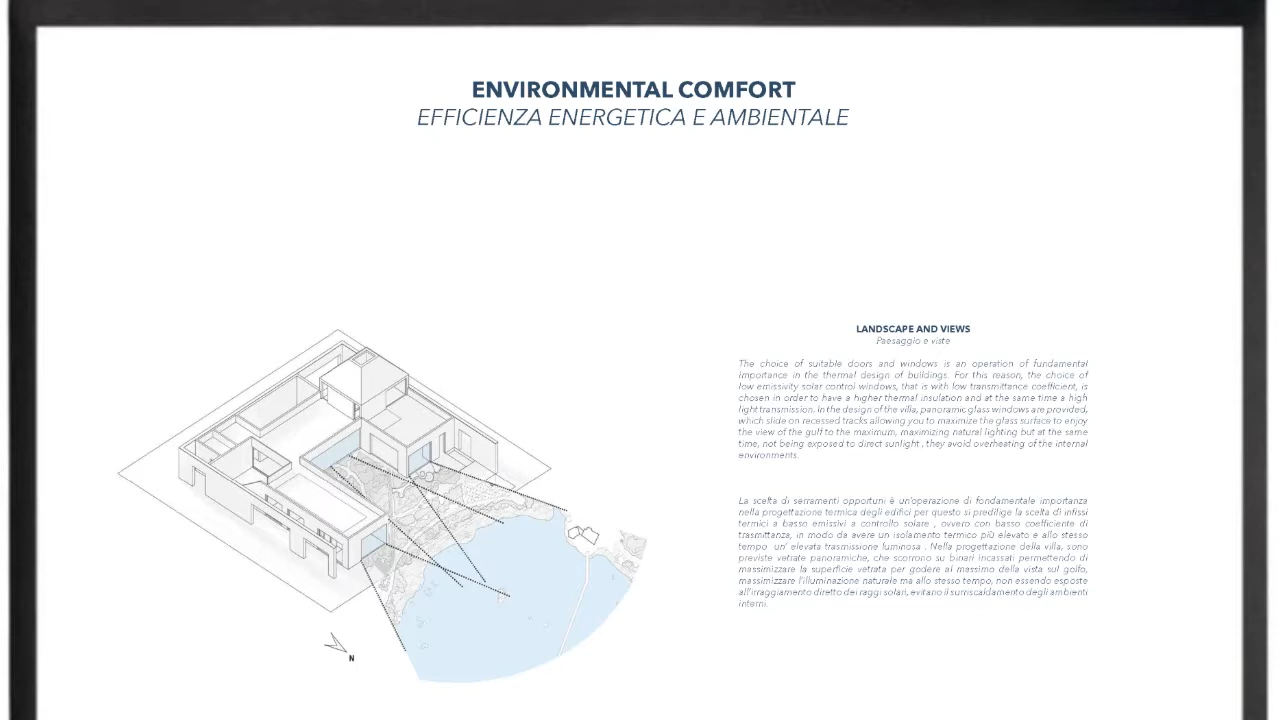 ENVIRONMENTAL COMFORT
EFFICIENZA ENERGETICA E AMBIENTALE
LANDSCAPE AND VIEWS
Paesaggio e viste
The choice of suitable doors and windows is an operation of fundamental
importance in the thermal design of buildings. For this reason, the choice of
low emissivity solar control windows, that is with low transmittance coefficient, is
chosen in order to have a higher thermal insulation and at the same time a high
light transmission. In the design of the villa, panoramic glass windows are provided,
which slide on recessed tracks allowing you to maximize the glass surface to enjoy
the view of the gulf to the maximum, maximizing natural lighting but at the same
time, not being exposed to direct sunlight , they avoid overheating of the internal
environments.
La scelta di serramenti opportuni è un'operazione di fondamentale importanza
nella progettazione termica degli edifici per questo si predilige la scelta di infissi
termici a basso emissivi a controllo solare , ovvero con basso coefficiente di
trasmittanza, in modo da avere un isolamento termico più elevato e allo stesso
tempo un' elevata trasmissione luminosa . Nella progettazione della villa, sono
previste vetrate panoramiche, che scorrono su binari incassati permettendo di
massimizzare la superficie vetrata per godere al massimo della vista sul golfo,
massimizzare l'illuminazione naturale ma allo stesso tempo, non essendo esposte
all'irraggiamento diretto dei raggi solari, evitano il surriscaldamento degli ambienti
interni.
N